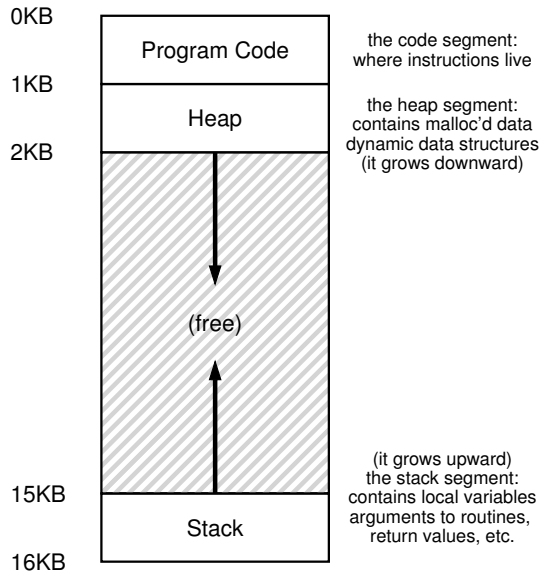 0KB
Program Code
the code segment:
where instructions live
1KB
Heap
the heap segment:
contains malloc'd data
dynamic data structures
(it grows downward)
2KB
(free)
(it grows upward)
the stack segment:
contains local variables
arguments to routines,
return values, etc.
15KB
Stack
16KB